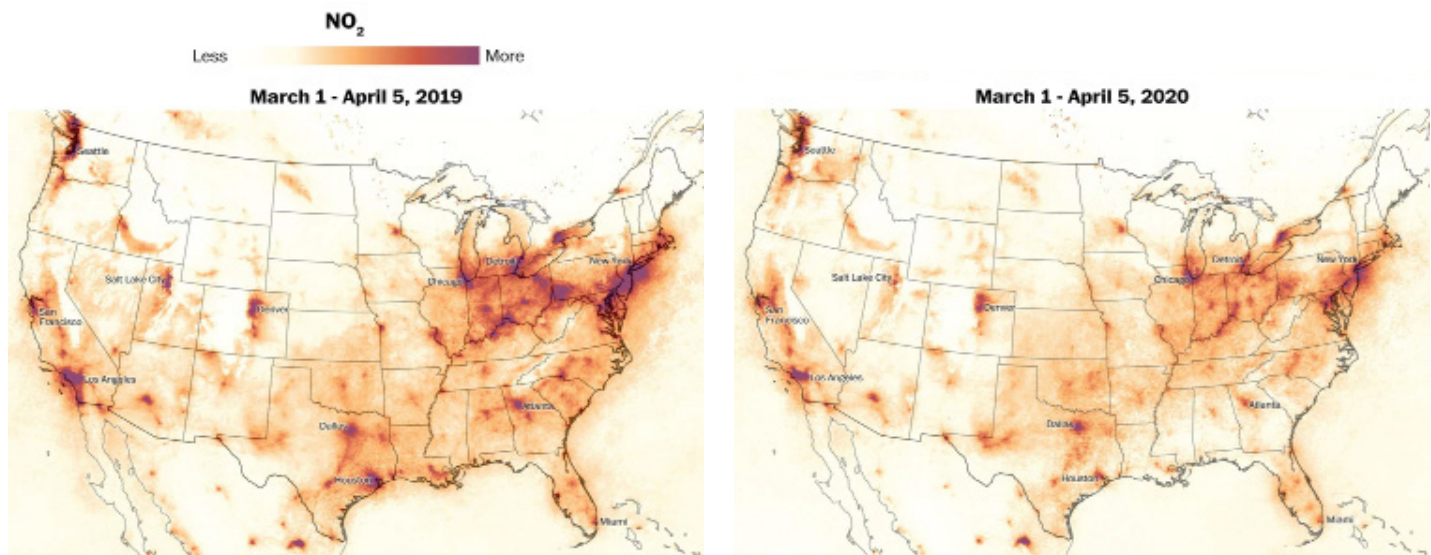 NO2
Less More
March 1 - April 5, 2019
Seattle
Salt Lake City
San
Francisco
Los Angeles
Denver
Chicago
Detroit
New York
Atlanta
Dallas
Houston
Miami
March 1 - April 5, 2020
Seattle
Salt Lake City
San
Francisco
Los Angeles
Denver
Chicago
Detroit
New York
Atlanta
Dallas
Houston
Miami